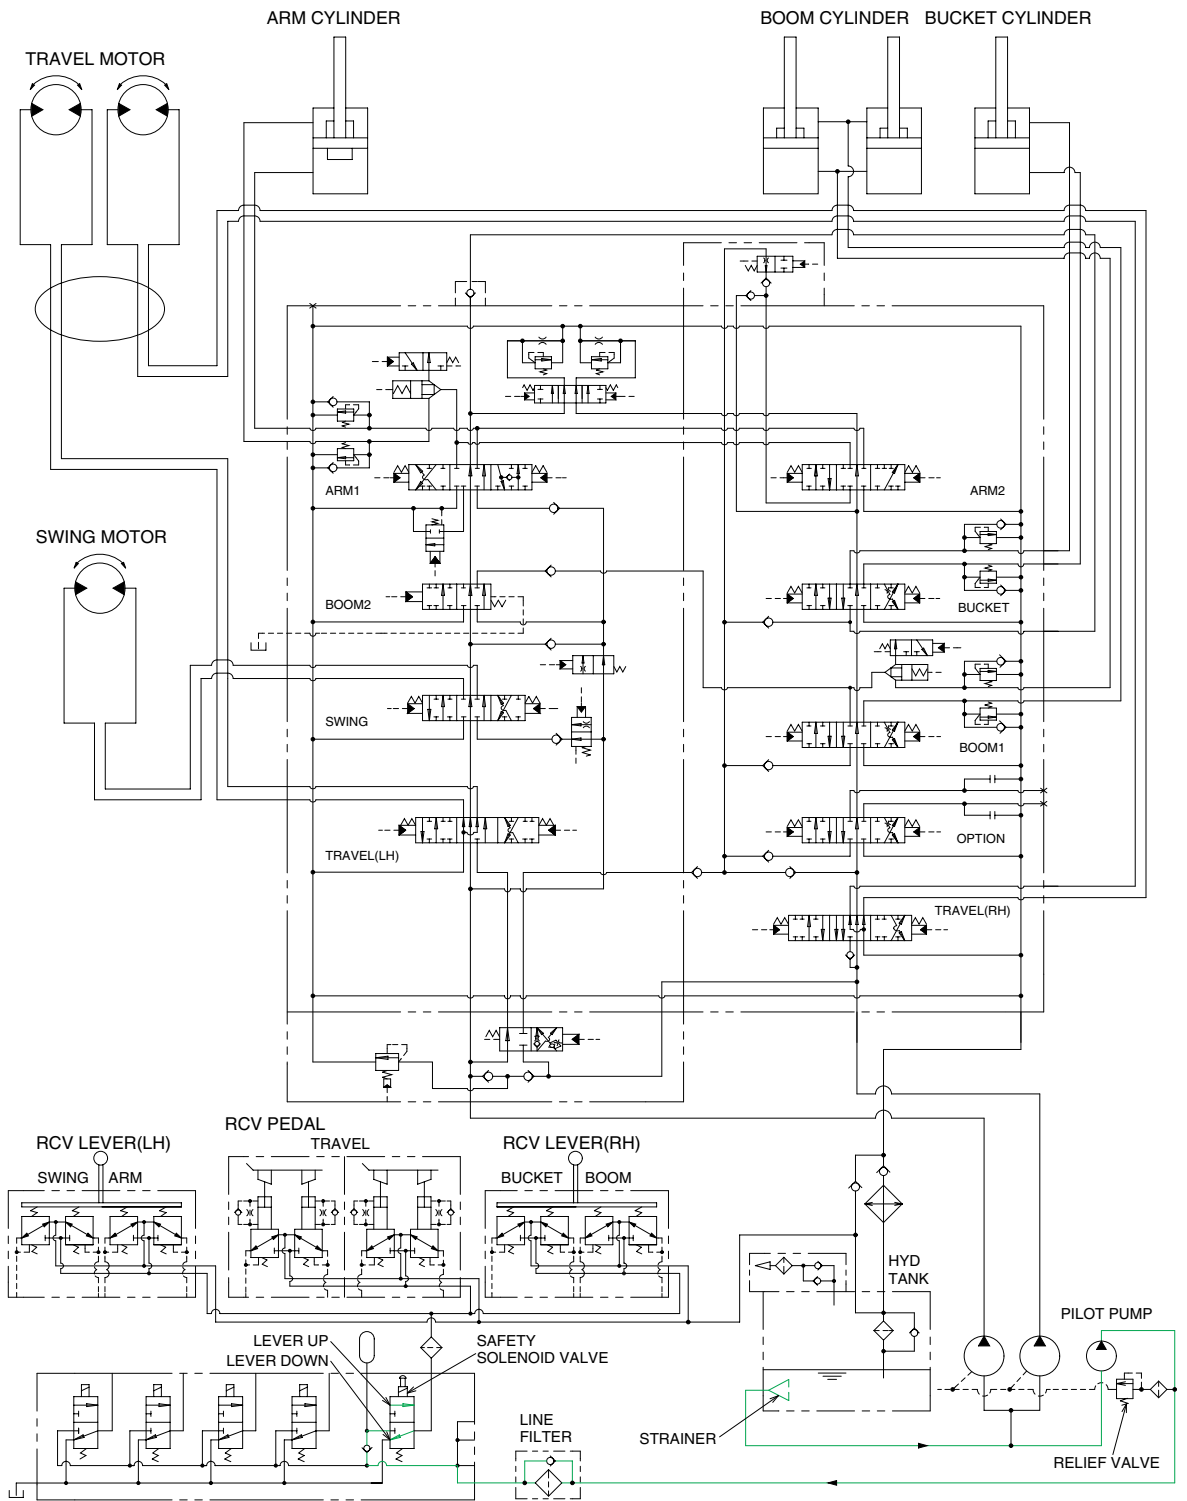 ARM CYLINDER
BOOM CYLINDER
BUCKET CYLINDER
TRAVEL MOTOR
ARM1
ARM2
SWING MOTOR
BOOM2
BUCKET
SWING
BOOM1
TRAVEL(LH)
OPTION
TRAVEL(RH)
RCV LEVER(LH)
SWING
ARM
RCV PEDAL
TRAVEL
RCV LEVER(RH)
BUCKET
BOOM
HYD
TANK
PILOT PUMP
LEVER UP
LEVER DOWN
SAFETY
SOLENOID VALVE
LINE
FILTER
STRAINER
RELIEF VALVE